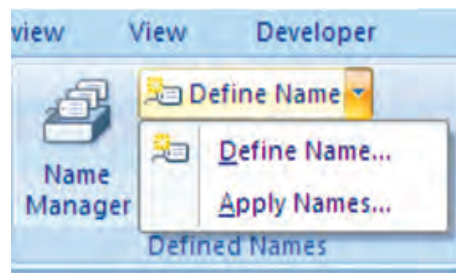 view View Developer
Define Name
Define Name...
Name
Manager
Apply Names...
Defined Names